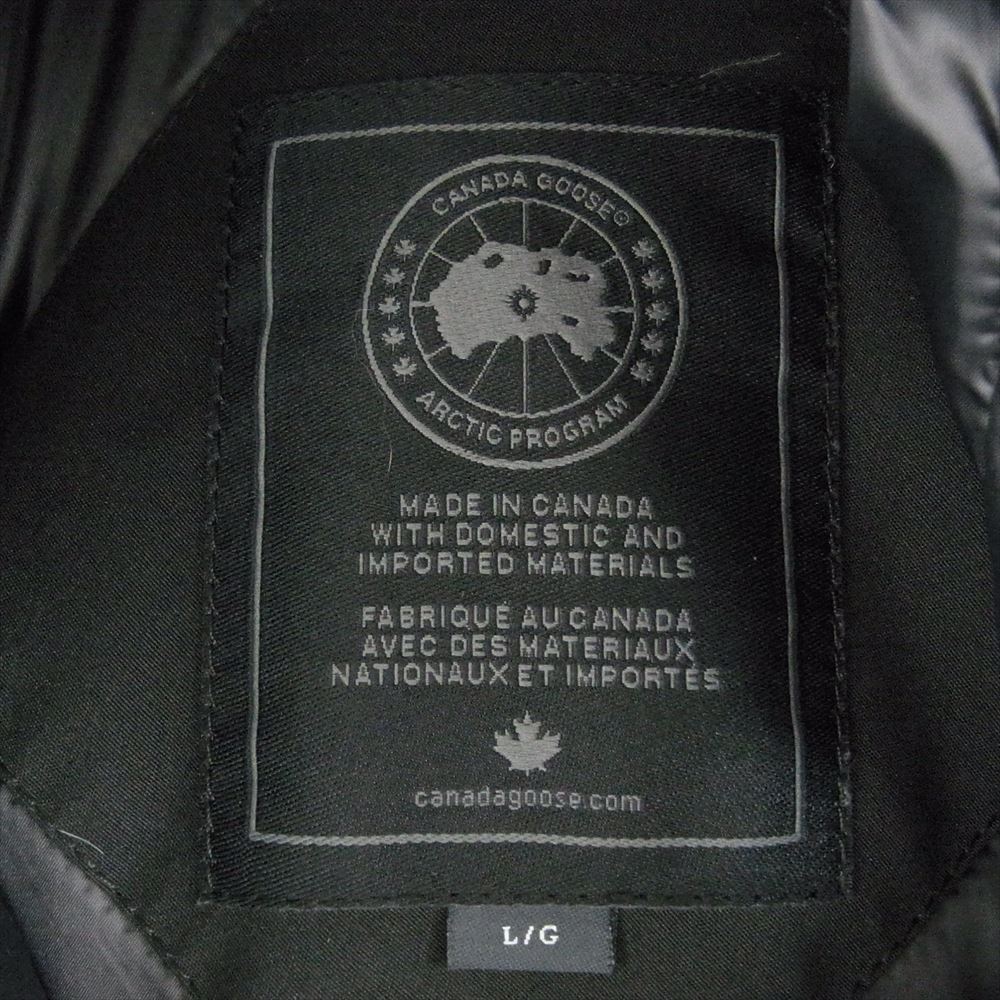 CANADA GOOSE®
ARCTIC PROGRAM
MADE IN CANADA
WITH DOMESTIC AND
IMPORTED MATERIALS
FABRIQUÉ AU CANADA
AVEC DES MATERIAUX
NATIONAUX ET IMPORTÉS
canadagoose.com
L/G